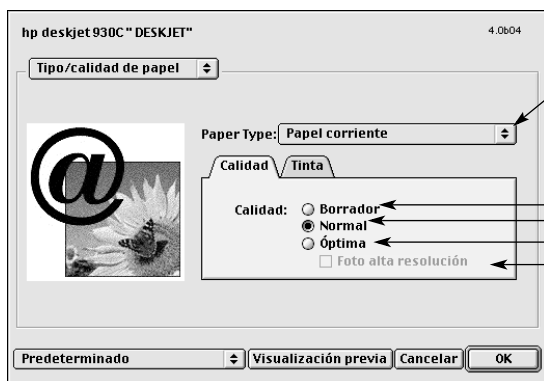 hp deskjet 930C " DESKJET"
4.0b04
Tipo/calidad de papel
Paper Type: Papel corriente
Calidad Tinta
Calidad: Borrador
Normal
Óptima
Foto alta resolución
Predeterminado Visualización previa Cancelar OK